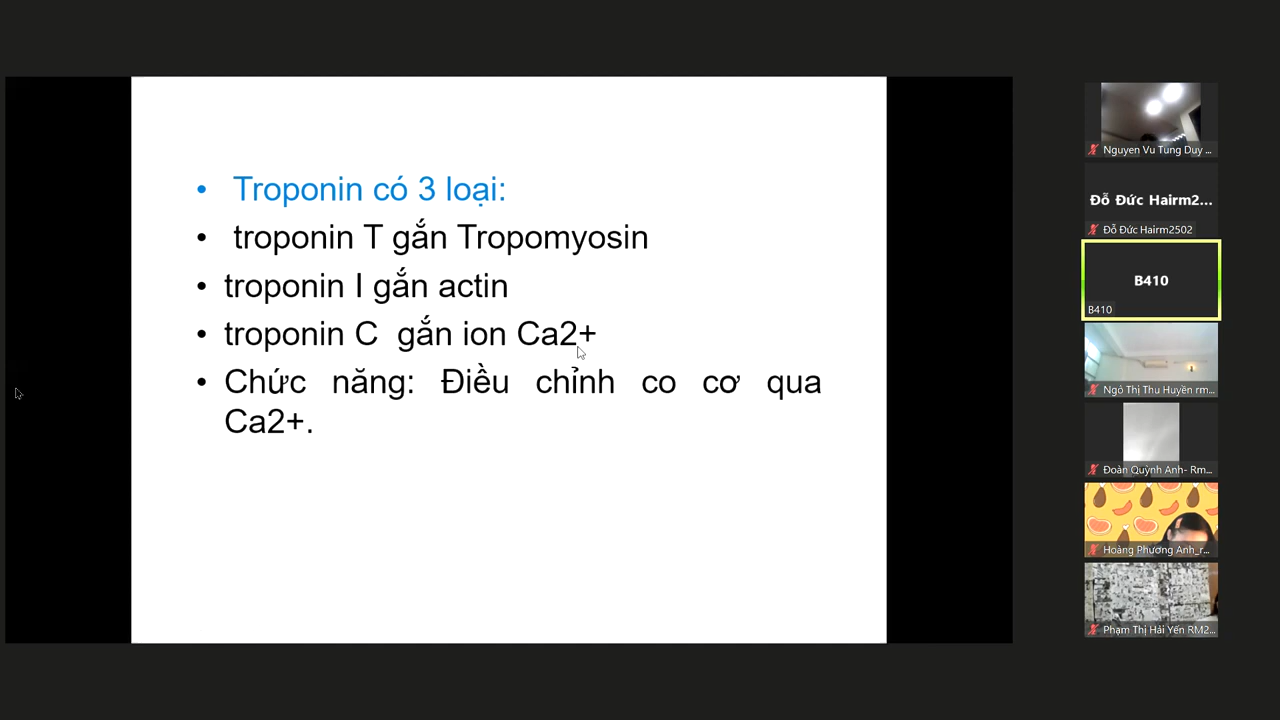 Troponin có 3 loại:
troponin T gắn Tropomyosin
troponin I gắn actin
troponin C gắn ion Ca2+
Chức năng: Điều chỉnh co cơ qua
Ca2+.
Nguyen Vu Tung Duy ...
Đỗ Đức Hairm2...
Đỗ Đức Hairm2502
B410
B410
Ngô Thị Thu Huyền rm...
Đoàn Quỳnh Anh- Rm...
Hoàng Phương Anh_r...
Phạm Thị Hải Yến RM2...